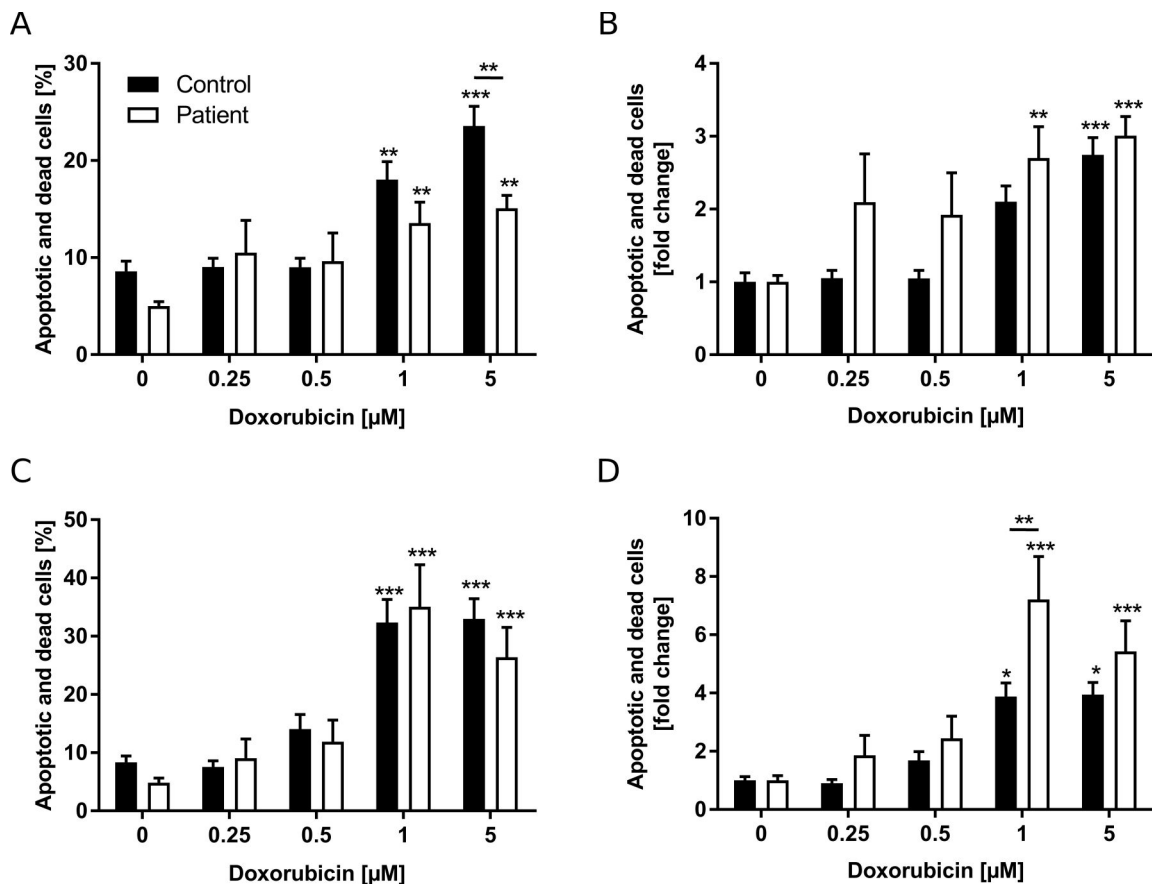 A
Apoptotic and dead cells [%]
30
20
10
0
Control
Patient
**
***
**
**
**
0 0.25 0.5 1 5
Doxorubicin [µM]
B
Apoptotic and dead cells
[fold change]
4
3
2
1
0
**
***
***
0 0.25 0.5 1 5
Doxorubicin [µM]
C
Apoptotic and dead cells [%]
50
40
30
20
10
0
***
***
***
***
0 0.25 0.5 1 5
Doxorubicin [µM]
D
Apoptotic and dead cells
[fold change]
10
8
6
4
2
0
**
***
*
***
*
0 0.25 0.5 1 5
Doxorubicin [µM]